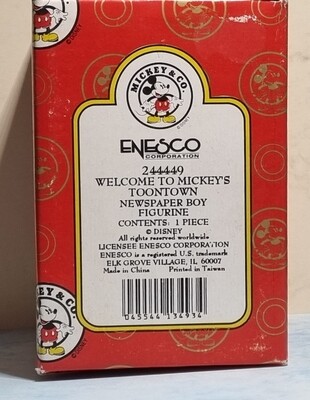 MICKEY & CO.
ENESCO
CORPORATION
244449
WELCOME TO MICKEY'S
TOONTOWN
NEWSPAPER BOY
FIGURINE
CONTENTS: 1 PIECE
© DISNEY
All rights reserved worldwide
LICENSEE ENESCO CORPORATION
ENESCO is a registered U.S. trademark
ELK GROVE VILLAGE, IL 60007
Made in China Printed in Taiwan
045544 134934
EY & CO.